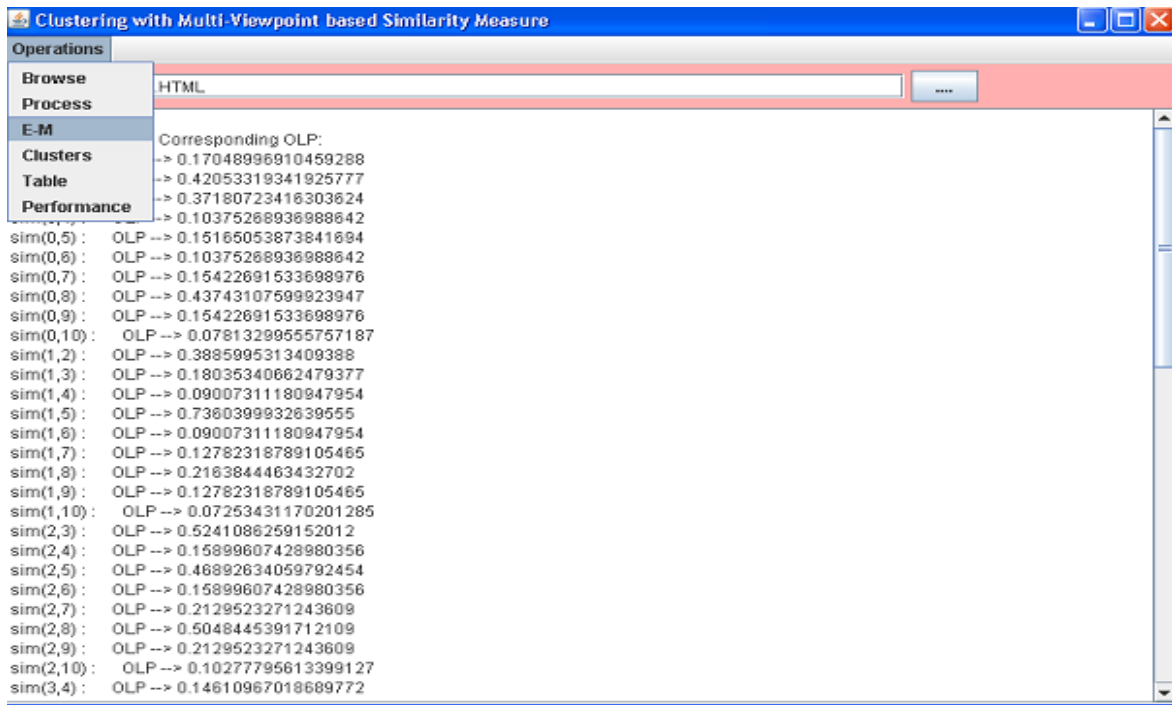 Clustering with Multi-Viewpoint based Similarity Measure
Operations
Browse
Process
E-M
Clusters
Table
Performance
.HTML
....
Corresponding OLP:
-> 0.17048996910459288
-> 0.42053319341925777
-> 0.37180723416303624
--> 0.10375268936988642
sim(0,5) : OLP --> 0.15165053873841694
sim(0,6) : OLP --> 0.10375268936988642
sim(0,7) : OLP --> 0.15422691533698976
sim(0,8) : OLP --> 0.43743107599923947
sim(0,9) : OLP --> 0.15422691533698976
sim(0,10) : OLP --> 0.07813299555757187
sim(1,2) : OLP --> 0.3885995313409388
sim(1,3) : OLP --> 0.18035340662479377
sim(1,4) : OLP --> 0.09007311180947954
sim(1,5) : OLP --> 0.7360399932639555
sim(1,6) : OLP --> 0.09007311180947954
sim(1,7) : OLP --> 0.12782318789105465
sim(1,8) : OLP --> 0.2163844463432702
sim(1,9) : OLP --> 0.12782318789105465
sim(1,10) : OLP --> 0.07253431170201285
sim(2,3) : OLP --> 0.5241086259152012
sim(2,4) : OLP --> 0.15899607428980356
sim(2,5) : OLP --> 0.46892634059792454
sim(2,6) : OLP --> 0.15899607428980356
sim(2,7) : OLP --> 0.2129523271243609
sim(2,8) : OLP --> 0.5048445391712109
sim(2,9) : OLP --> 0.2129523271243609
sim(2,10) : OLP --> 0.10277795613399127
sim(3,4) : OLP --> 0.14610967018689772